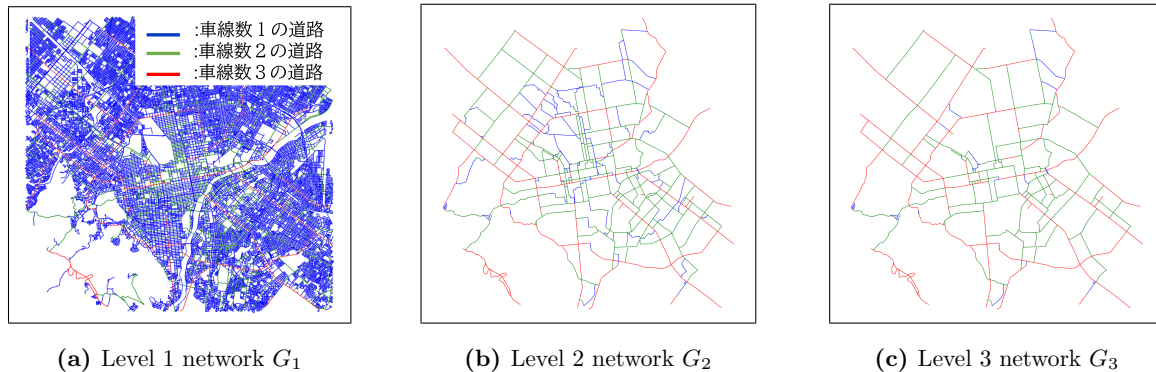 :車線数１の道路
:車線数２の道路
:車線数３の道路
(a) Level 1 network G₁
(b) Level 2 network G₂
(c) Level 3 network G₃